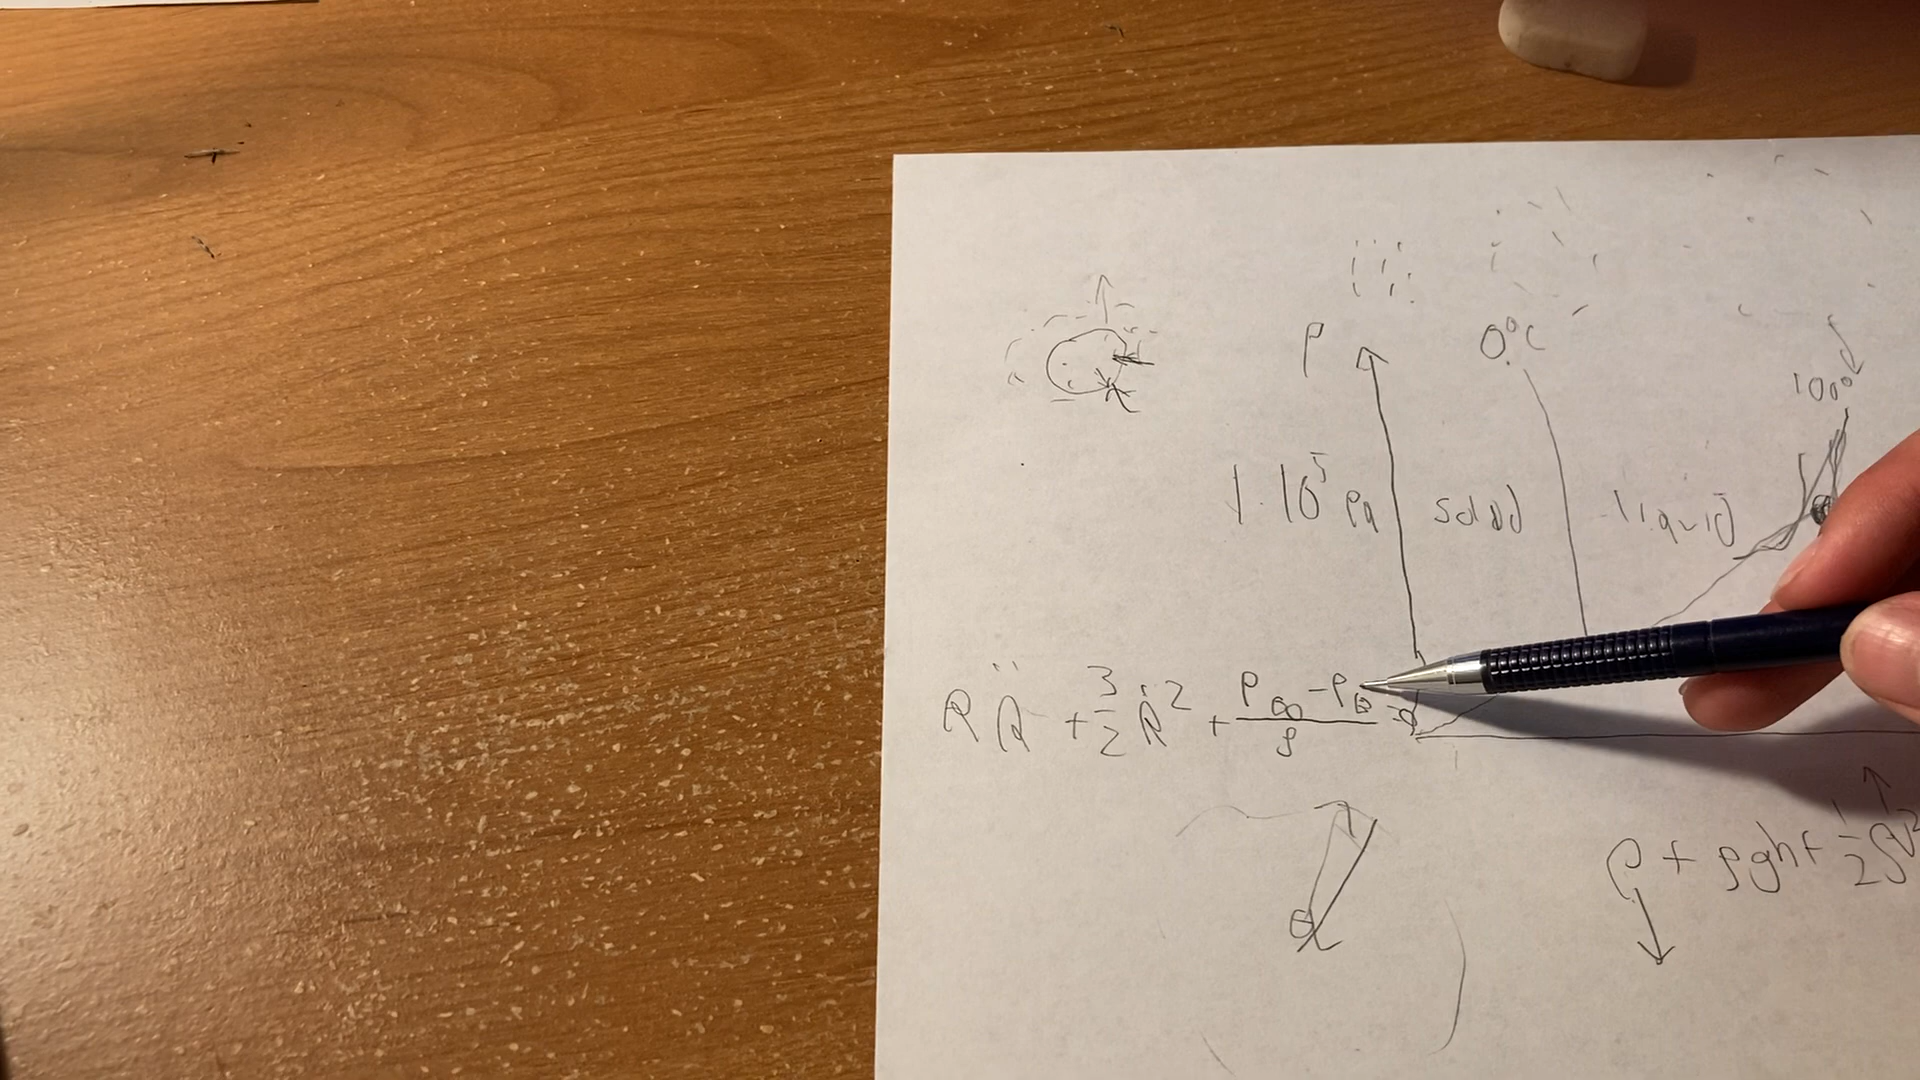 P
0°C
100°
1·10⁵ Pa
solid
liquid
RR̈ + 3/2 Ṙ² + (P∞ - PB)/ρ = 0
P + ρgh + 1/2 ρv²